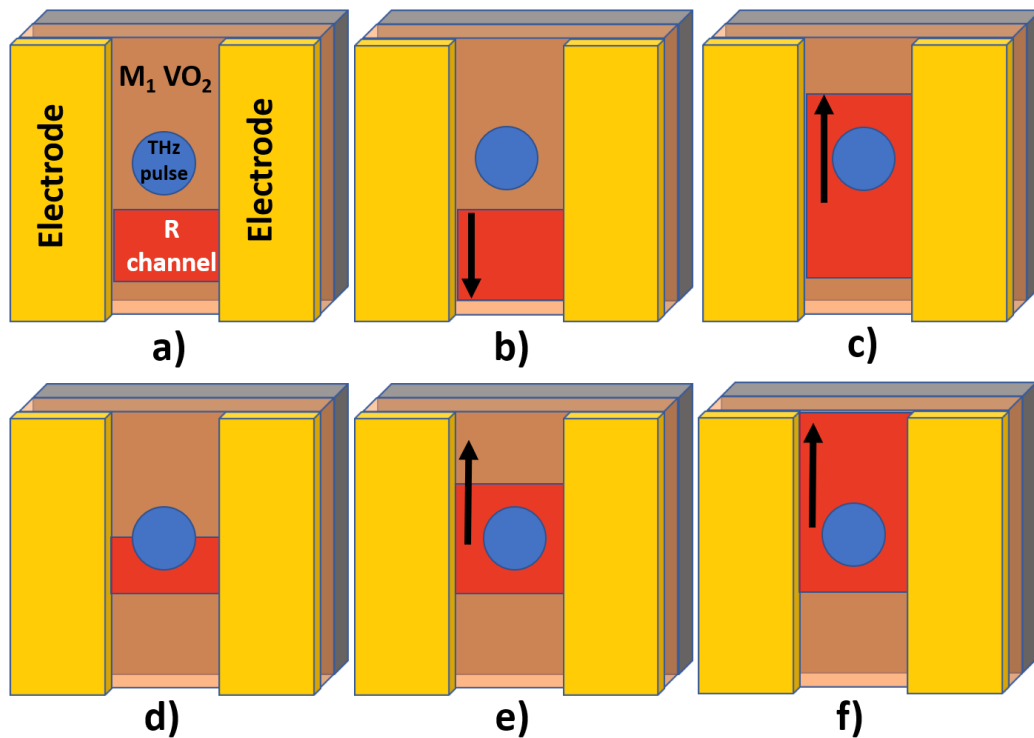 Electrode
M₁ VO₂
THz
pulse
R
channel
Electrode
a)
b)
c)
d)
e)
f)